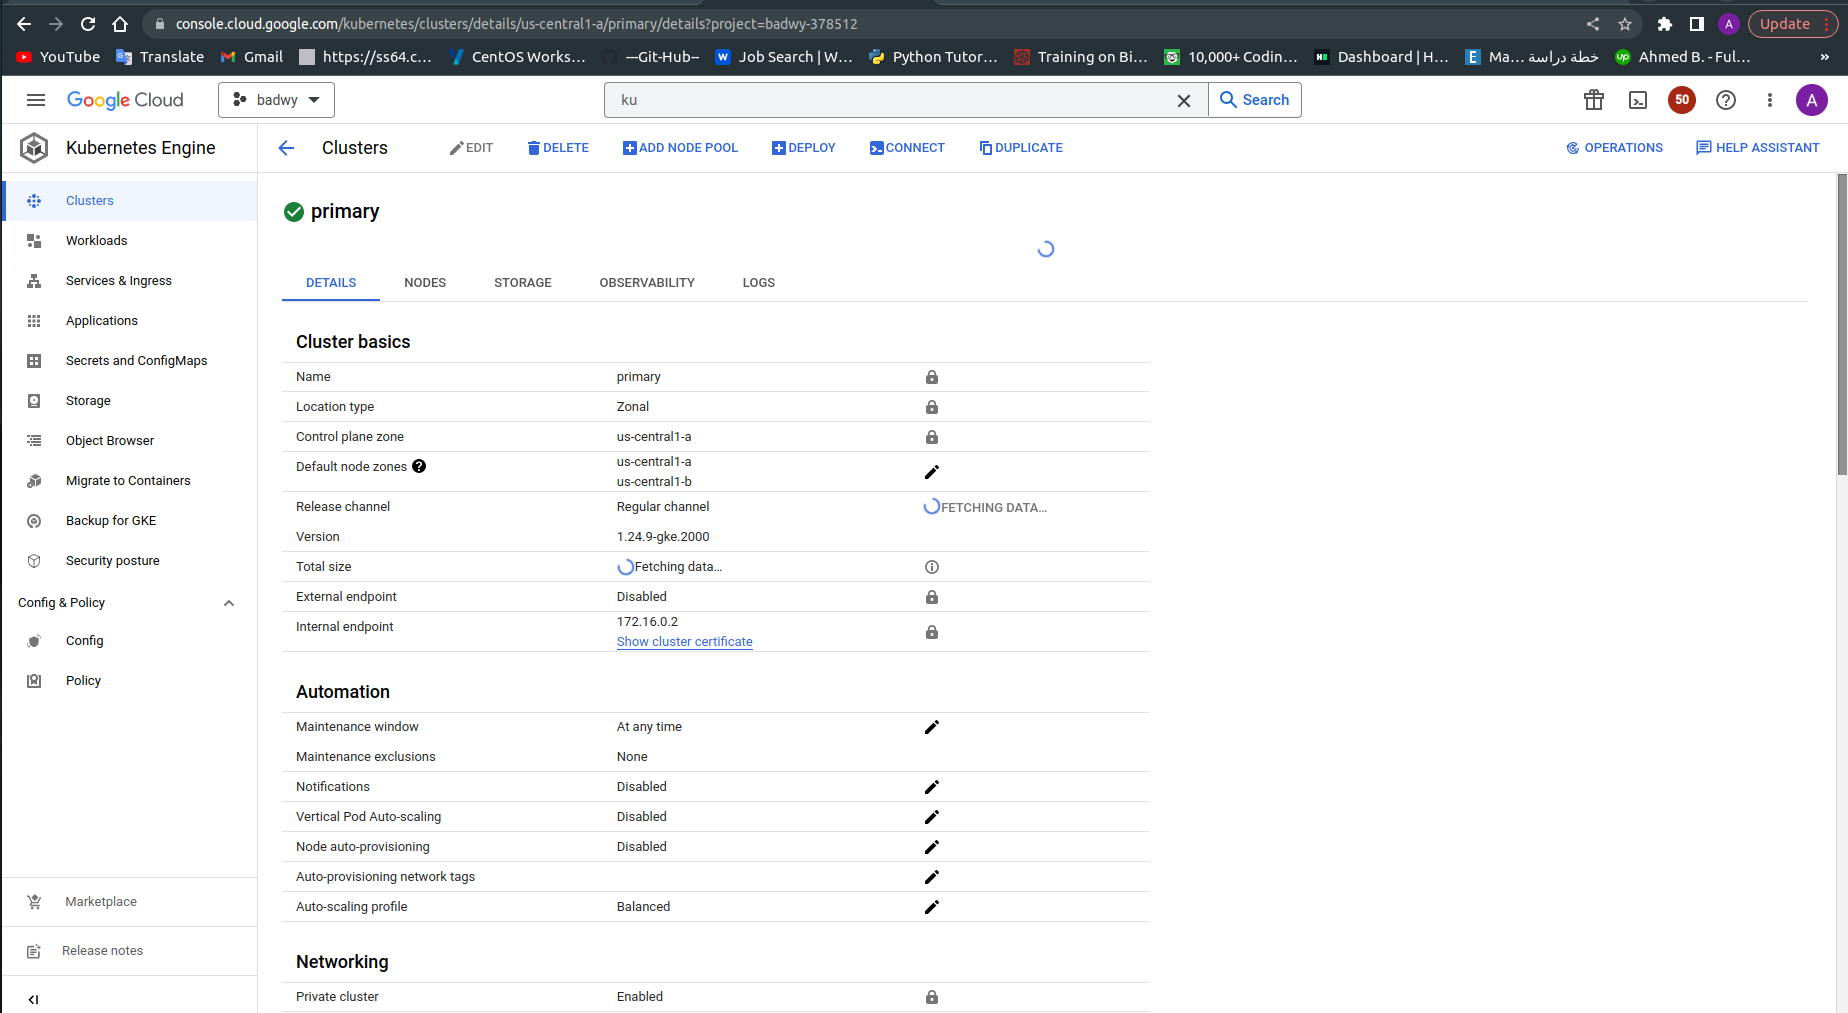 console.cloud.google.com/kubernetes/clusters/details/us-central1-a/primary/details?project=badwy-378512
A
Update
YouTube
Translate
Gmail
https://ss64.c...
CentOS Works...
---Git-Hub--
Job Search | W...
Python Tutor...
Training on Bi...
10,000+ Codin...
Dashboard | H...
Ma... خطة دراسة
Ahmed B. - Ful...
»
Google Cloud
badwy
ku
Search
50
A
Kubernetes Engine
Clusters
EDIT
DELETE
ADD NODE POOL
DEPLOY
CONNECT
DUPLICATE
OPERATIONS
HELP ASSISTANT
Clusters
Workloads
Services & Ingress
Applications
Secrets and ConfigMaps
Storage
Object Browser
Migrate to Containers
Backup for GKE
Security posture
Config & Policy
Config
Policy
Marketplace
Release notes
primary
DETAILS
NODES
STORAGE
OBSERVABILITY
LOGS
Cluster basics
Name primary
Location type Zonal
Control plane zone us-central1-a
Default node zones us-central1-a
us-central1-b
Release channel Regular channel FETCHING DATA...
Version 1.24.9-gke.2000
Total size Fetching data...
External endpoint Disabled
Internal endpoint 172.16.0.2
Show cluster certificate
Automation
Maintenance window At any time
Maintenance exclusions None
Notifications Disabled
Vertical Pod Auto-scaling Disabled
Node auto-provisioning Disabled
Auto-provisioning network tags
Auto-scaling profile Balanced
Networking
Private cluster Enabled